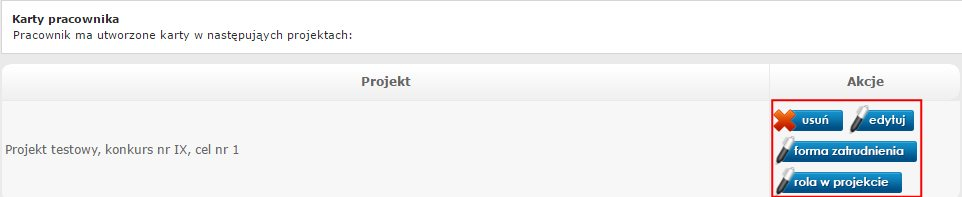 Karty pracownika
Pracownik ma utworzone karty w następująych projektach:
Projekt Akcje
usuń edytuj
Projekt testowy, konkurs nr IX, cel nr 1
forma zatrudnienia
rola w projekcie